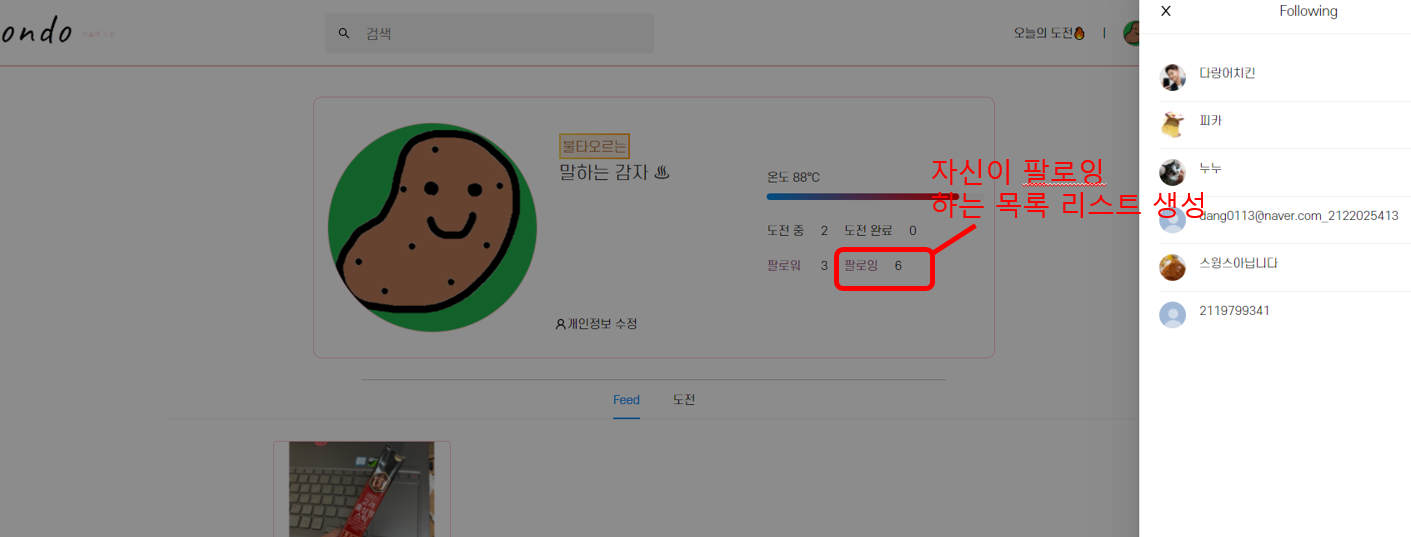 ondo
검색
오늘의 도전🔥 |
X Following
다랑어치킨
피카
누누
dang0113@naver.com_2122025413
스윙스아닙니다
2119799341
불타오르는
말하는 감자 ♨
온도 88℃
도전 중 2 도전 완료 0
팔로워 3 팔로잉 6
개인정보 수정
자신이 팔로잉
하는 목록 리스트 생성
Feed 도전